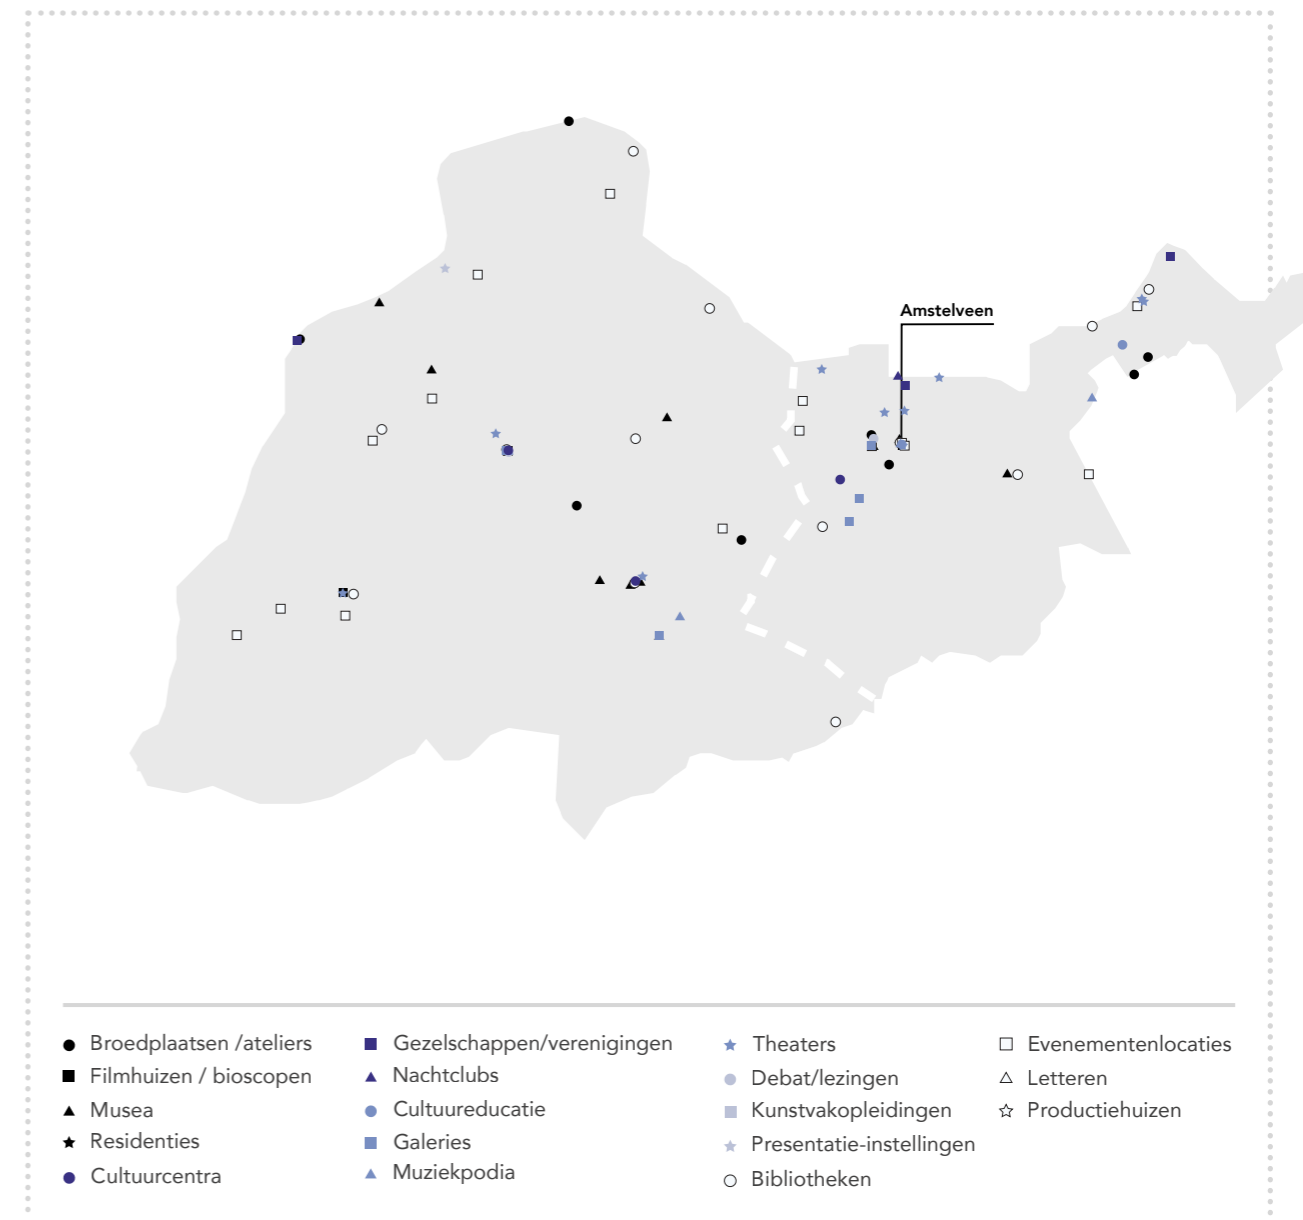 Amstelveen
Broedplaatsen /ateliers
Filmhuizen / bioscopen
Musea
Residenties
Cultuurcentra
Gezelschappen/verenigingen
Nachtclubs
Cultuureducatie
Galeries
Muziekpodia
Theaters
Debat/lezingen
Kunstvakopleidingen
Presentatie-instellingen
Bibliotheken
Evenementenlocaties
Letteren
Productiehuizen